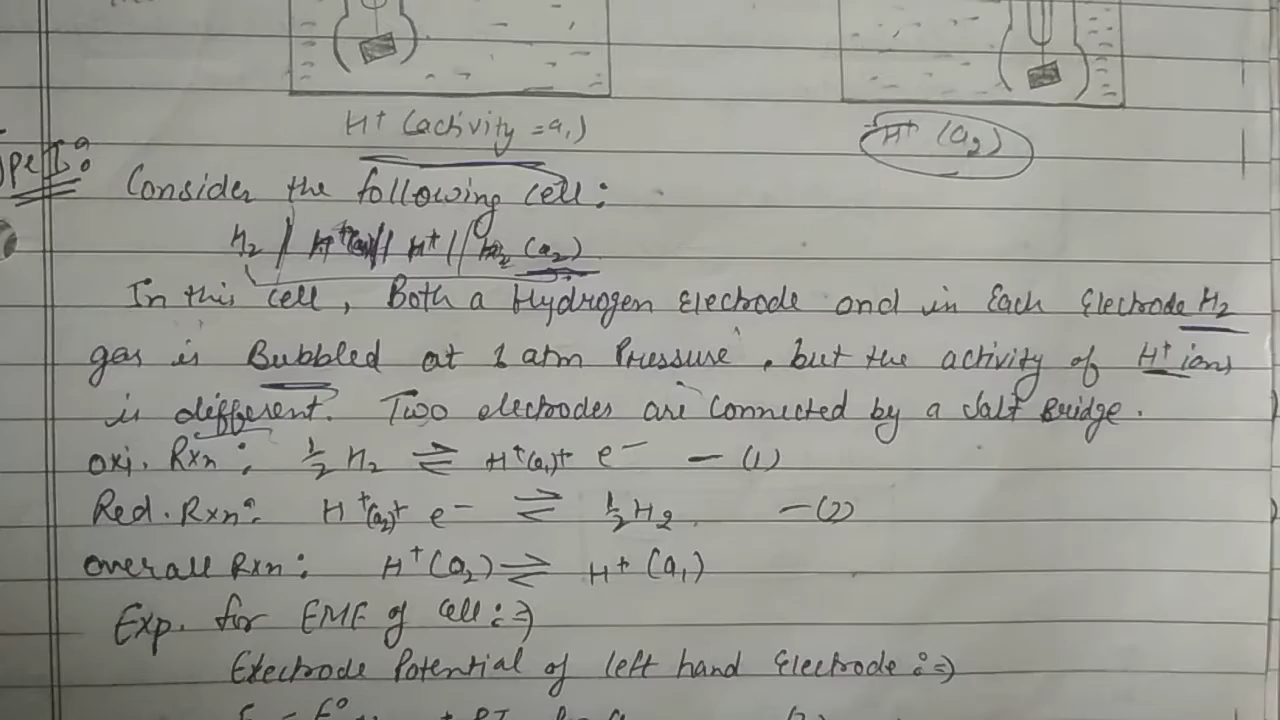 H+ (activity = a₁)
H+ (a₂)
pe I:
Consider the following cell:
H₂ | H+ || H+ || (a₂)
In this cell, Both a Hydrogen Electrode and in Each Electrode H₂
gas is Bubbled at 1 atm Pressure, but the activity of H+ ions
is different. Two electrodes are connected by a Salt Bridge.
oxi. Rxn: ½ H₂ ⇌ H+(a₁)+ e⁻ — (1)
Red. Rxn: H+(a₂)+ e⁻ ⇌ ½ H₂ — (2)
overall Rxn: H+ (a₂) ⇌ H+ (a₁)
Exp. for EMF of cell :⇒
Electrode Potential of left hand Electrode :⇒